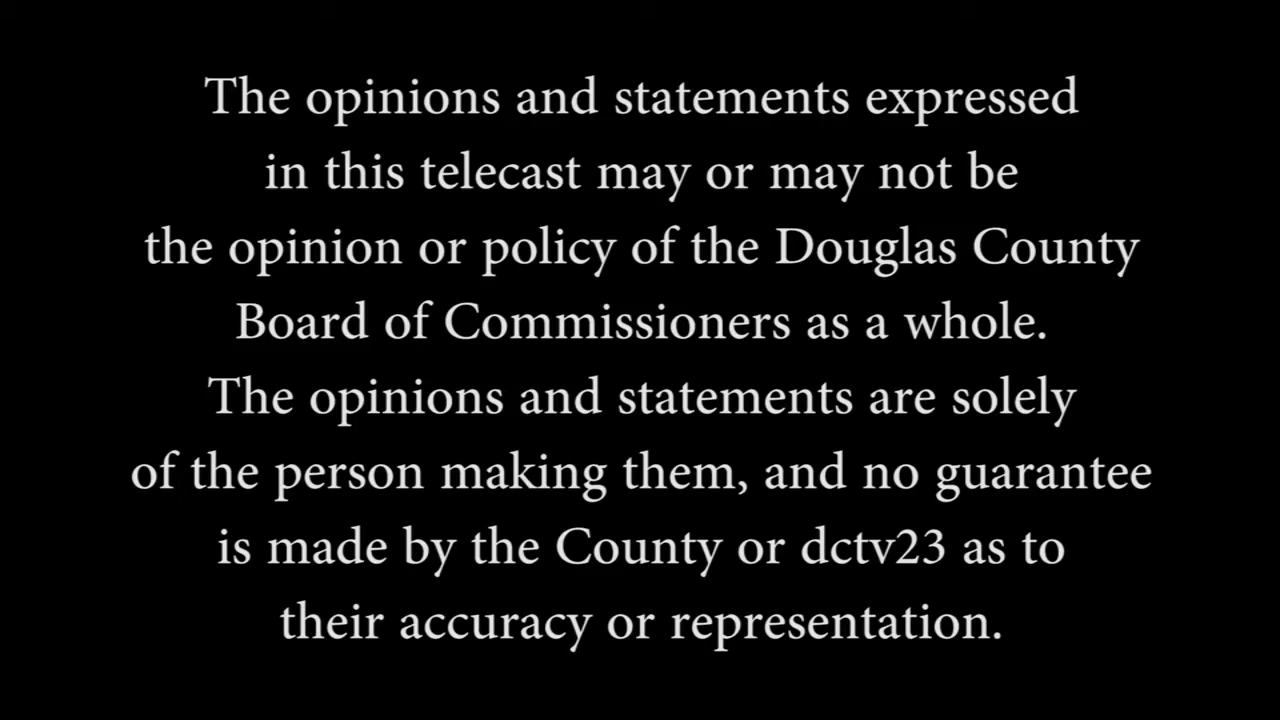 The opinions and statements expressed
in this telecast may or may not be
the opinion or policy of the Douglas County
Board of Commissioners as a whole.
The opinions and statements are solely
of the person making them, and no guarantee
is made by the County or dctv23 as to
their accuracy or representation.